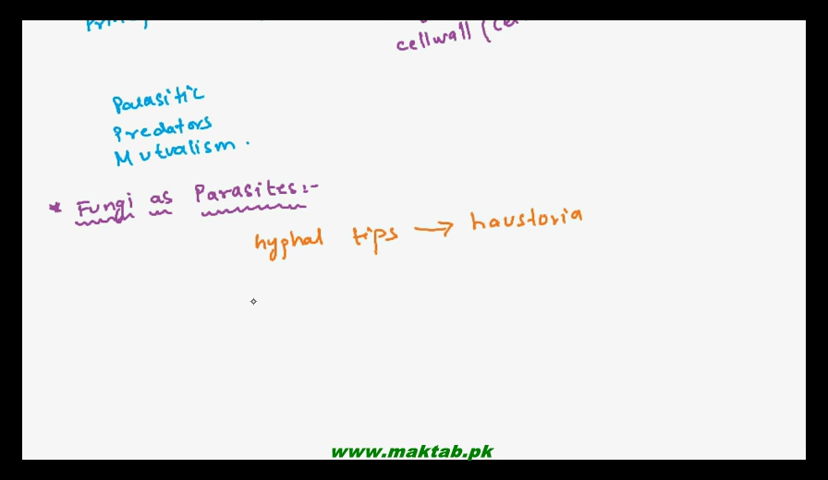 cellwall (
Parasitic
Predators
Mutualism.
* Fungi as Parasites:-
hyphal tips → haustoria
www.maktab.pk